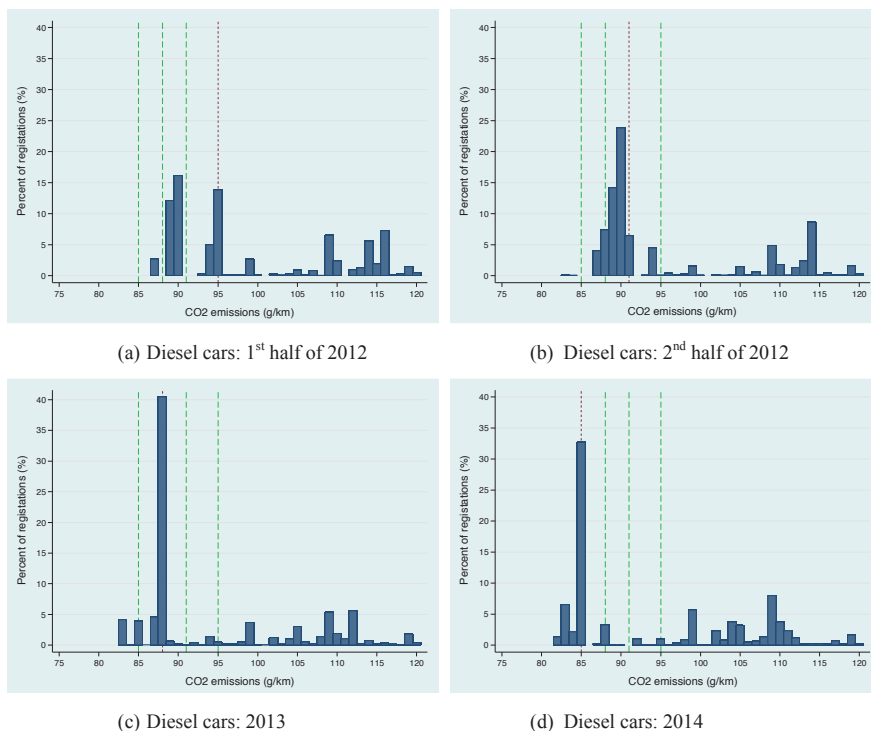 40
35
30
25
20
15
10
5
0
Percent of registations (%)
75 80 85 90 95 100 105 110 115 120
CO2 emissions (g/km)
(a) Diesel cars: 1st half of 2012
40
35
30
25
20
15
10
5
0
Percent of registations (%)
75 80 85 90 95 100 105 110 115 120
CO2 emissions (g/km)
(b) Diesel cars: 2nd half of 2012
40
35
30
25
20
15
10
5
0
Percent of registations (%)
75 80 85 90 95 100 105 110 115 120
CO2 emissions (g/km)
(c) Diesel cars: 2013
40
35
30
25
20
15
10
5
0
Percent of registations (%)
75 80 85 90 95 100 105 110 115 120
CO2 emissions (g/km)
(d) Diesel cars: 2014